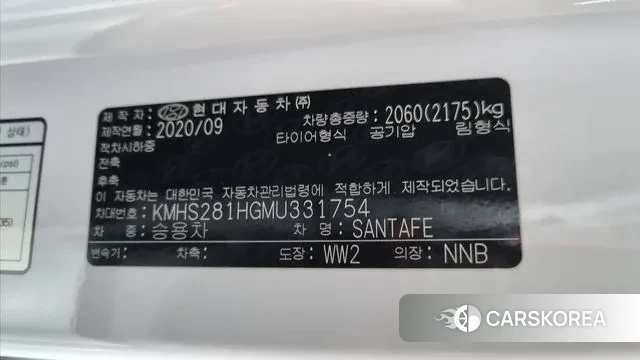 상태)
(psi)
35)
제 작 자 : 현대자동차㈜
제작연월 : 2020/09
차량총중량: 2060(2175)kg
적차시하중 타이어형식 공기압 림형식
전축
후축
이 자동차는 대한민국 자동차관리법령에 적합하게 제작되었습니다.
차대번호: KMHS281HGMU331754
차 종 : 승용차 차 명 : SANTAFE
변속기: 차축: 도장: WW2 의장: NNB
CARSKOREA